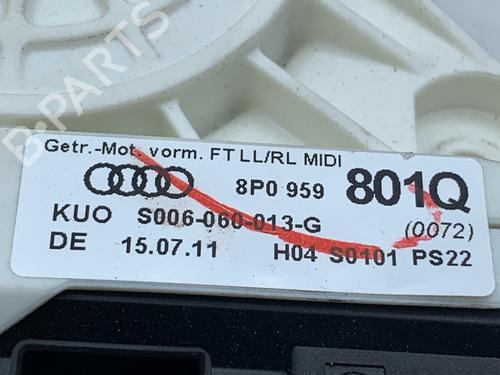 B-PARTS
Getr.-Mot. vorm. FT LL/RL MIDI
8P0 959 801Q
KUO S006-060-013-G (0072)
DE 15.07.11 H04 S0101 PS22